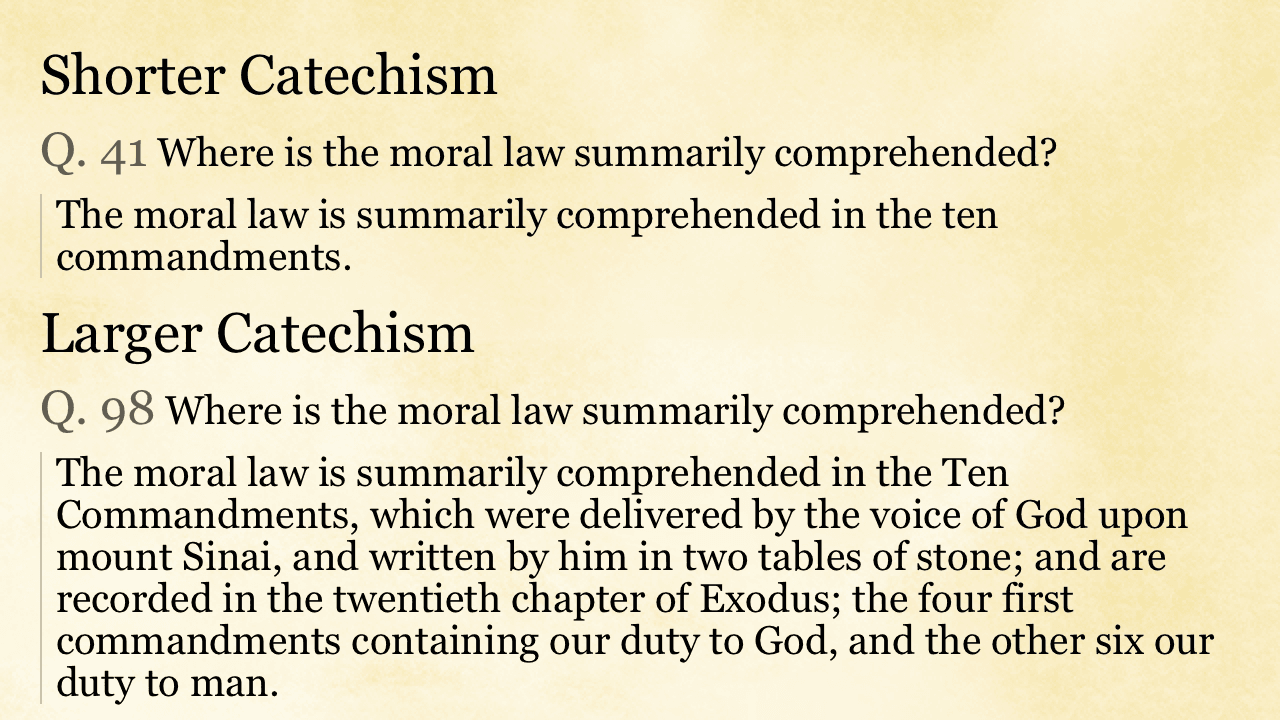 Shorter Catechism
Q. 41 Where is the moral law summarily comprehended?
The moral law is summarily comprehended in the ten
commandments.
Larger Catechism
Q. 98 Where is the moral law summarily comprehended?
The moral law is summarily comprehended in the Ten
Commandments, which were delivered by the voice of God upon
mount Sinai, and written by him in two tables of stone; and are
recorded in the twentieth chapter of Exodus; the four first
commandments containing our duty to God, and the other six our
duty to man.